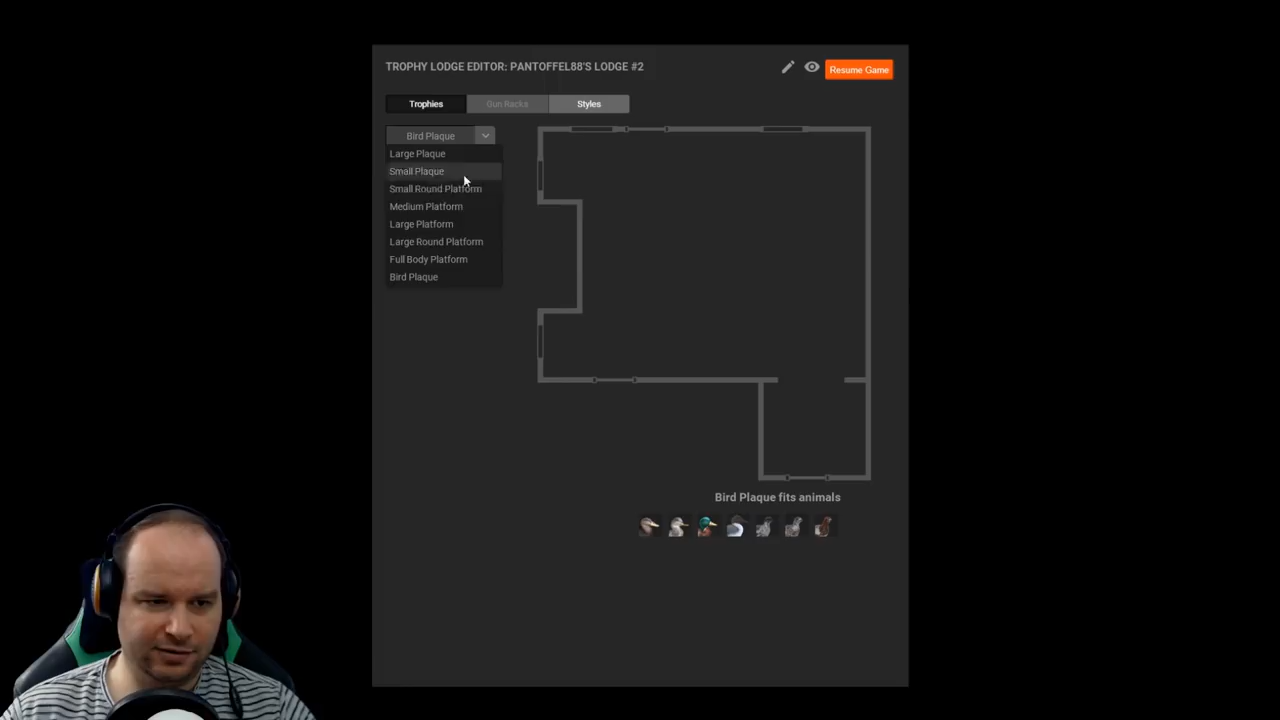 TROPHY LODGE EDITOR: PANTOFFEL88'S LODGE #2
Resume Game
Trophies
Gun Racks
Styles
Bird Plaque
Large Plaque
Small Plaque
Small Round Platform
Medium Platform
Large Platform
Large Round Platform
Full Body Platform
Bird Plaque
Bird Plaque fits animals